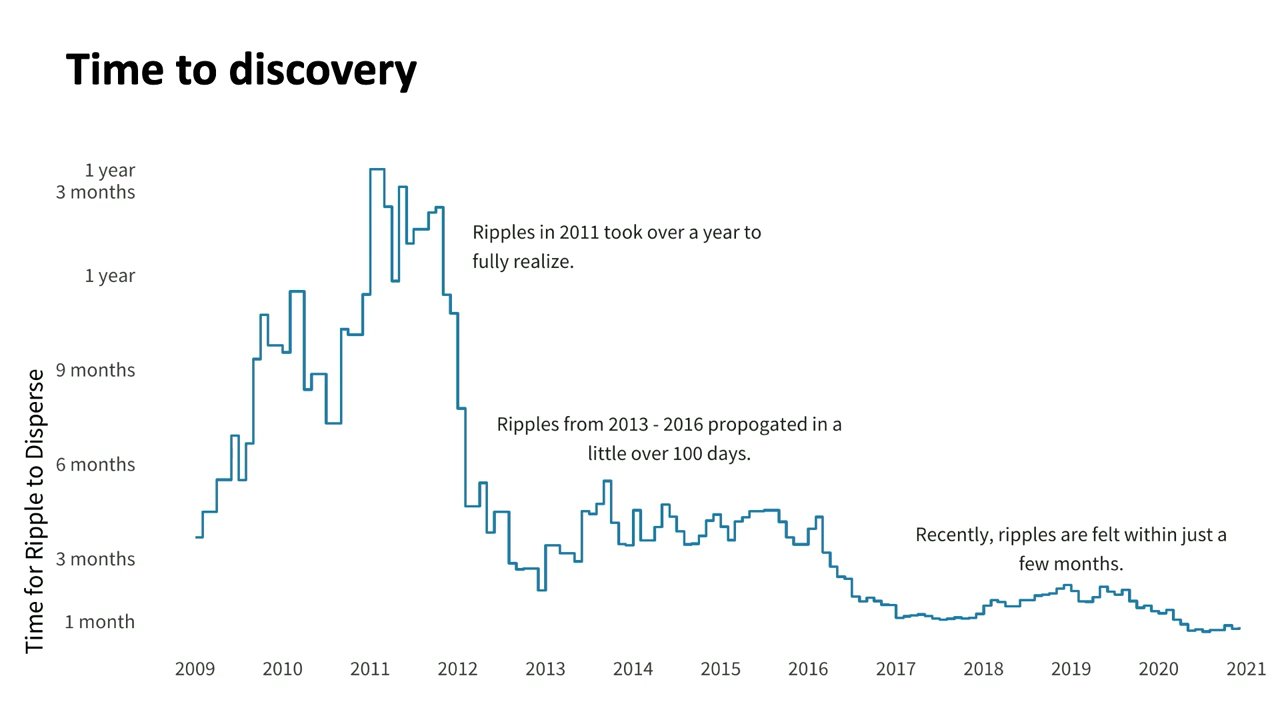 Time to discovery
1 year
3 months
1 year
9 months
6 months
3 months
1 month
Time for Ripple to Disperse
Ripples in 2011 took over a year to
fully realize.
Ripples from 2013 - 2016 propogated in a
little over 100 days.
Recently, ripples are felt within just a
few months.
2009 2010 2011 2012 2013 2014 2015 2016 2017 2018 2019 2020 2021